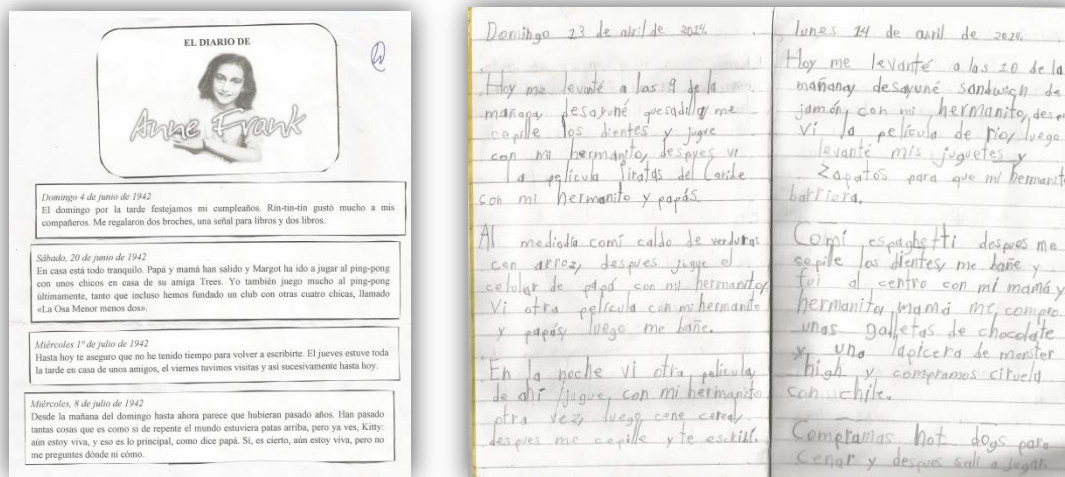 EL DIARIO DE
Anne Frank
Domingo 4 de junio de 1942
El domingo por la tarde festejamos mi cumpleaños. Rin-tin-tin gustó mucho a mis
compañeros. Me regalaron dos broches, una señal para libros y dos libros.
Sábado, 20 de junio de 1942
En casa está todo tranquilo. Papá y mamá han salido y Margot ha ido a jugar al ping-pong
con unos chicos en casa de su amiga Trees. Yo también juego mucho al ping-pong
últimamente, tanto que incluso hemos fundado un club con otras cuatro chicas, llamado
«La Osa Menor menos dos».
Miércoles 1º de julio de 1942
Hasta hoy te aseguro que no he tenido tiempo para volver a escribirte. El jueves estuve toda
la tarde en casa de unos amigos, el viernes tuvimos visitas y así sucesivamente hasta hoy.
Miércoles, 8 de julio de 1942
Desde la mañana del domingo hasta ahora parece que hubieran pasado años. Han pasado
tantas cosas que es como si de repente el mundo estuviera patas arriba, pero ya ves, Kitty:
aún estoy viva, y eso es lo principal, como dice papá. Sí, es cierto, aún estoy viva, pero no
me preguntes dónde ni cómo.
Domingo 13 de abril de 2014.
Hoy me levanté a las 9 de la
mañana, desayuné quesadilla, me
cepille los dientes y jugue
con mi hermanito, despues vi
la película Piratas del Caribe
con mi hermanito y papás.
Al mediodía comí caldo de verduras
con arroz, despues jugue el
celular de papá con mi hermanito,
vi otra película con mi hermanito
y papás, luego me bañe.
En la noche vi otra pelicula,
de ahí jugue, con mi hermanito
otra vez, luego cene cereal,
despues me cepille y te escribí.
lunes 14 de abril de 2014.
Hoy me levanté a las 10 de la
mañana, desayuné sandwich de
jamón, con mi hermanito,
vi la película de Rio, luego
levanté mis juguetes y
zapatos para que mi hermanito
barriera.
Comí espaghetti despues me
cepille los dientes, me bañe y
fui al centro con mi mamá y
hermanito, mamá me compro
unas galletas de chocolate
y una lapicera de monster
high y compramos ciruela
con chile.
Compramos hot dogs para
cenar y despues salí a jugar.